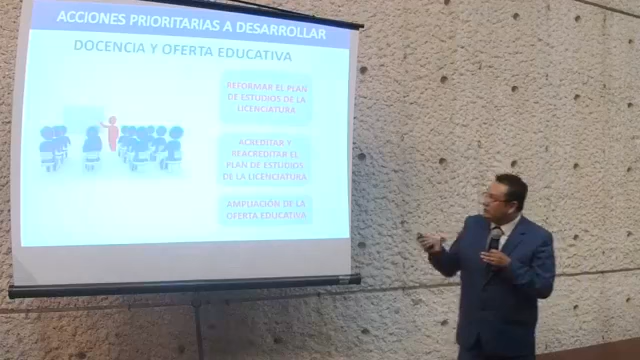 ACCIONES PRIORITARIAS A DESARROLLAR
DOCENCIA Y OFERTA EDUCATIVA
REFORMAR EL PLAN
DE ESTUDIOS DE LA
LICENCIATURA
ACREDITAR Y
REACREDITAR EL
PLAN DE ESTUDIOS
DE LA LICENCIATURA
AMPLIACIÓN DE LA
OFERTA EDUCATIVA